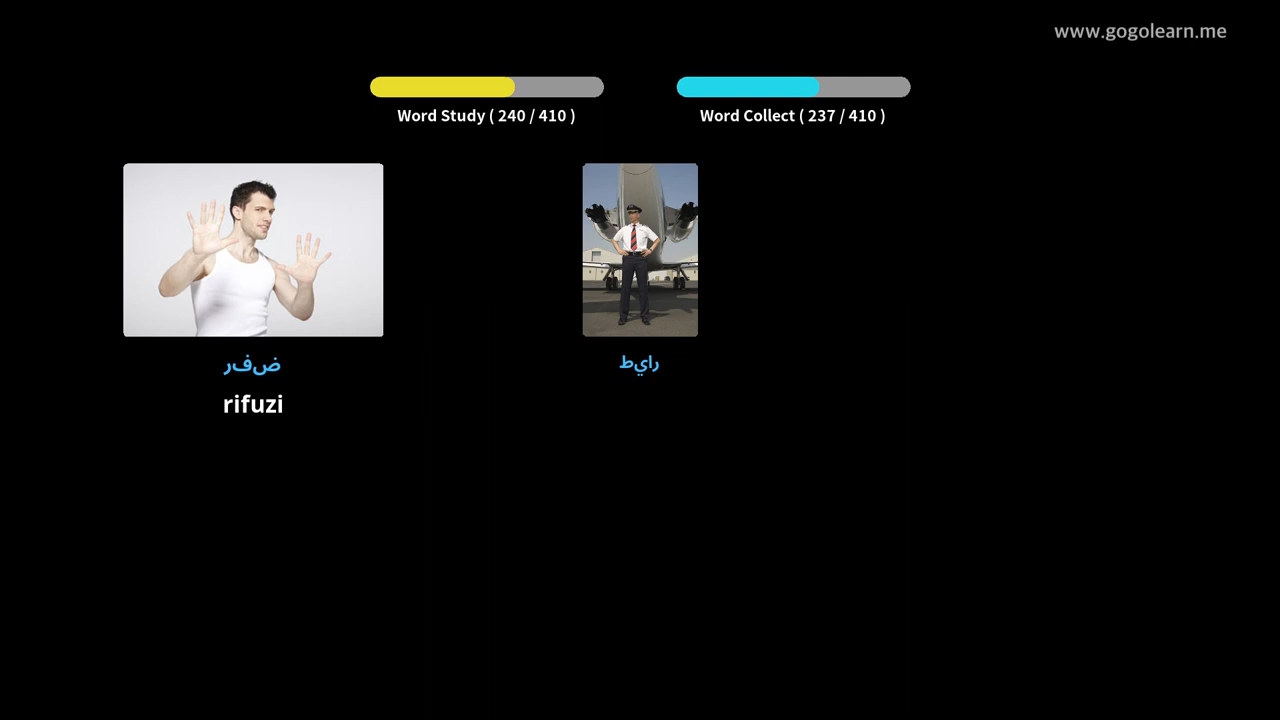 www.gogolearn.me
Word Study ( 240 / 410 )
Word Collect ( 237 / 410 )
ضفر
رايط
rifuzi